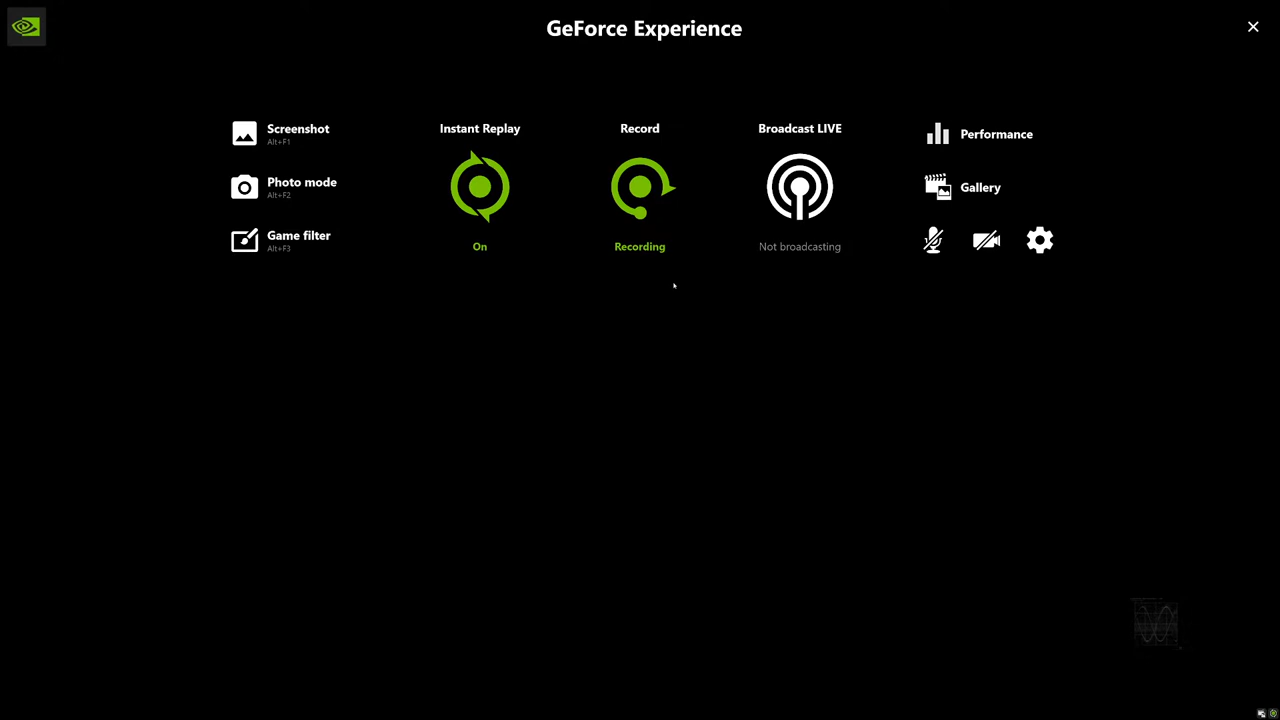 GeForce Experience
Screenshot
Alt+F1
Photo mode
Alt+F2
Game filter
Alt+F3
Instant Replay
On
Record
Recording
Broadcast LIVE
Not broadcasting
Performance
Gallery